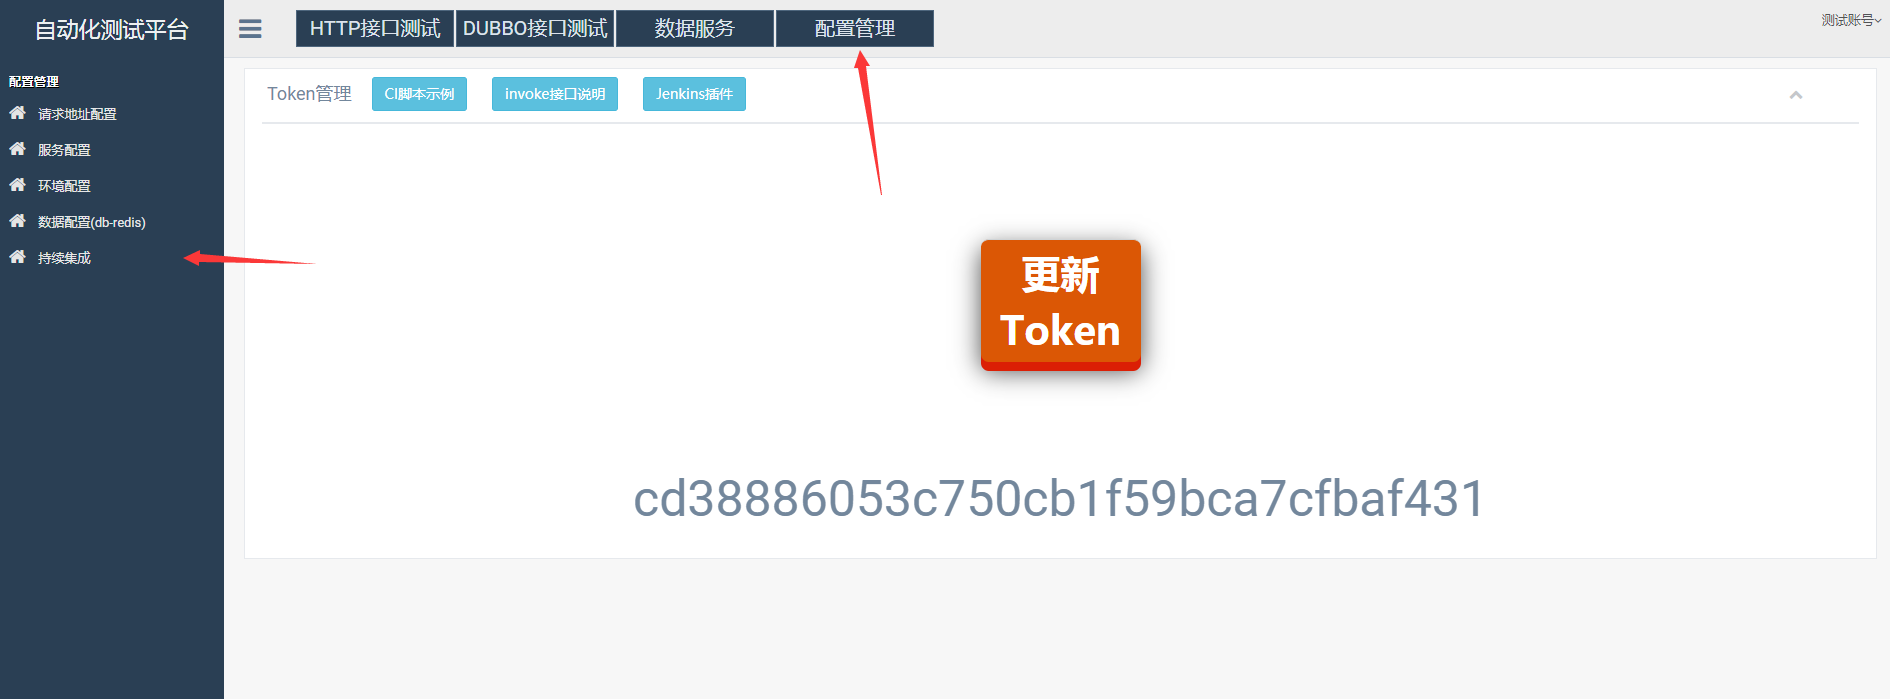 自动化测试平台
HTTP接口测试
DUBBO接口测试
数据服务
配置管理
测试账号
配置管理
请求地址配置
服务配置
环境配置
数据配置(db-redis)
持续集成
Token管理
CI脚本示例
invoke接口说明
Jenkins插件
更新
Token
cd38886053c750cb1f59bca7cfbaf431